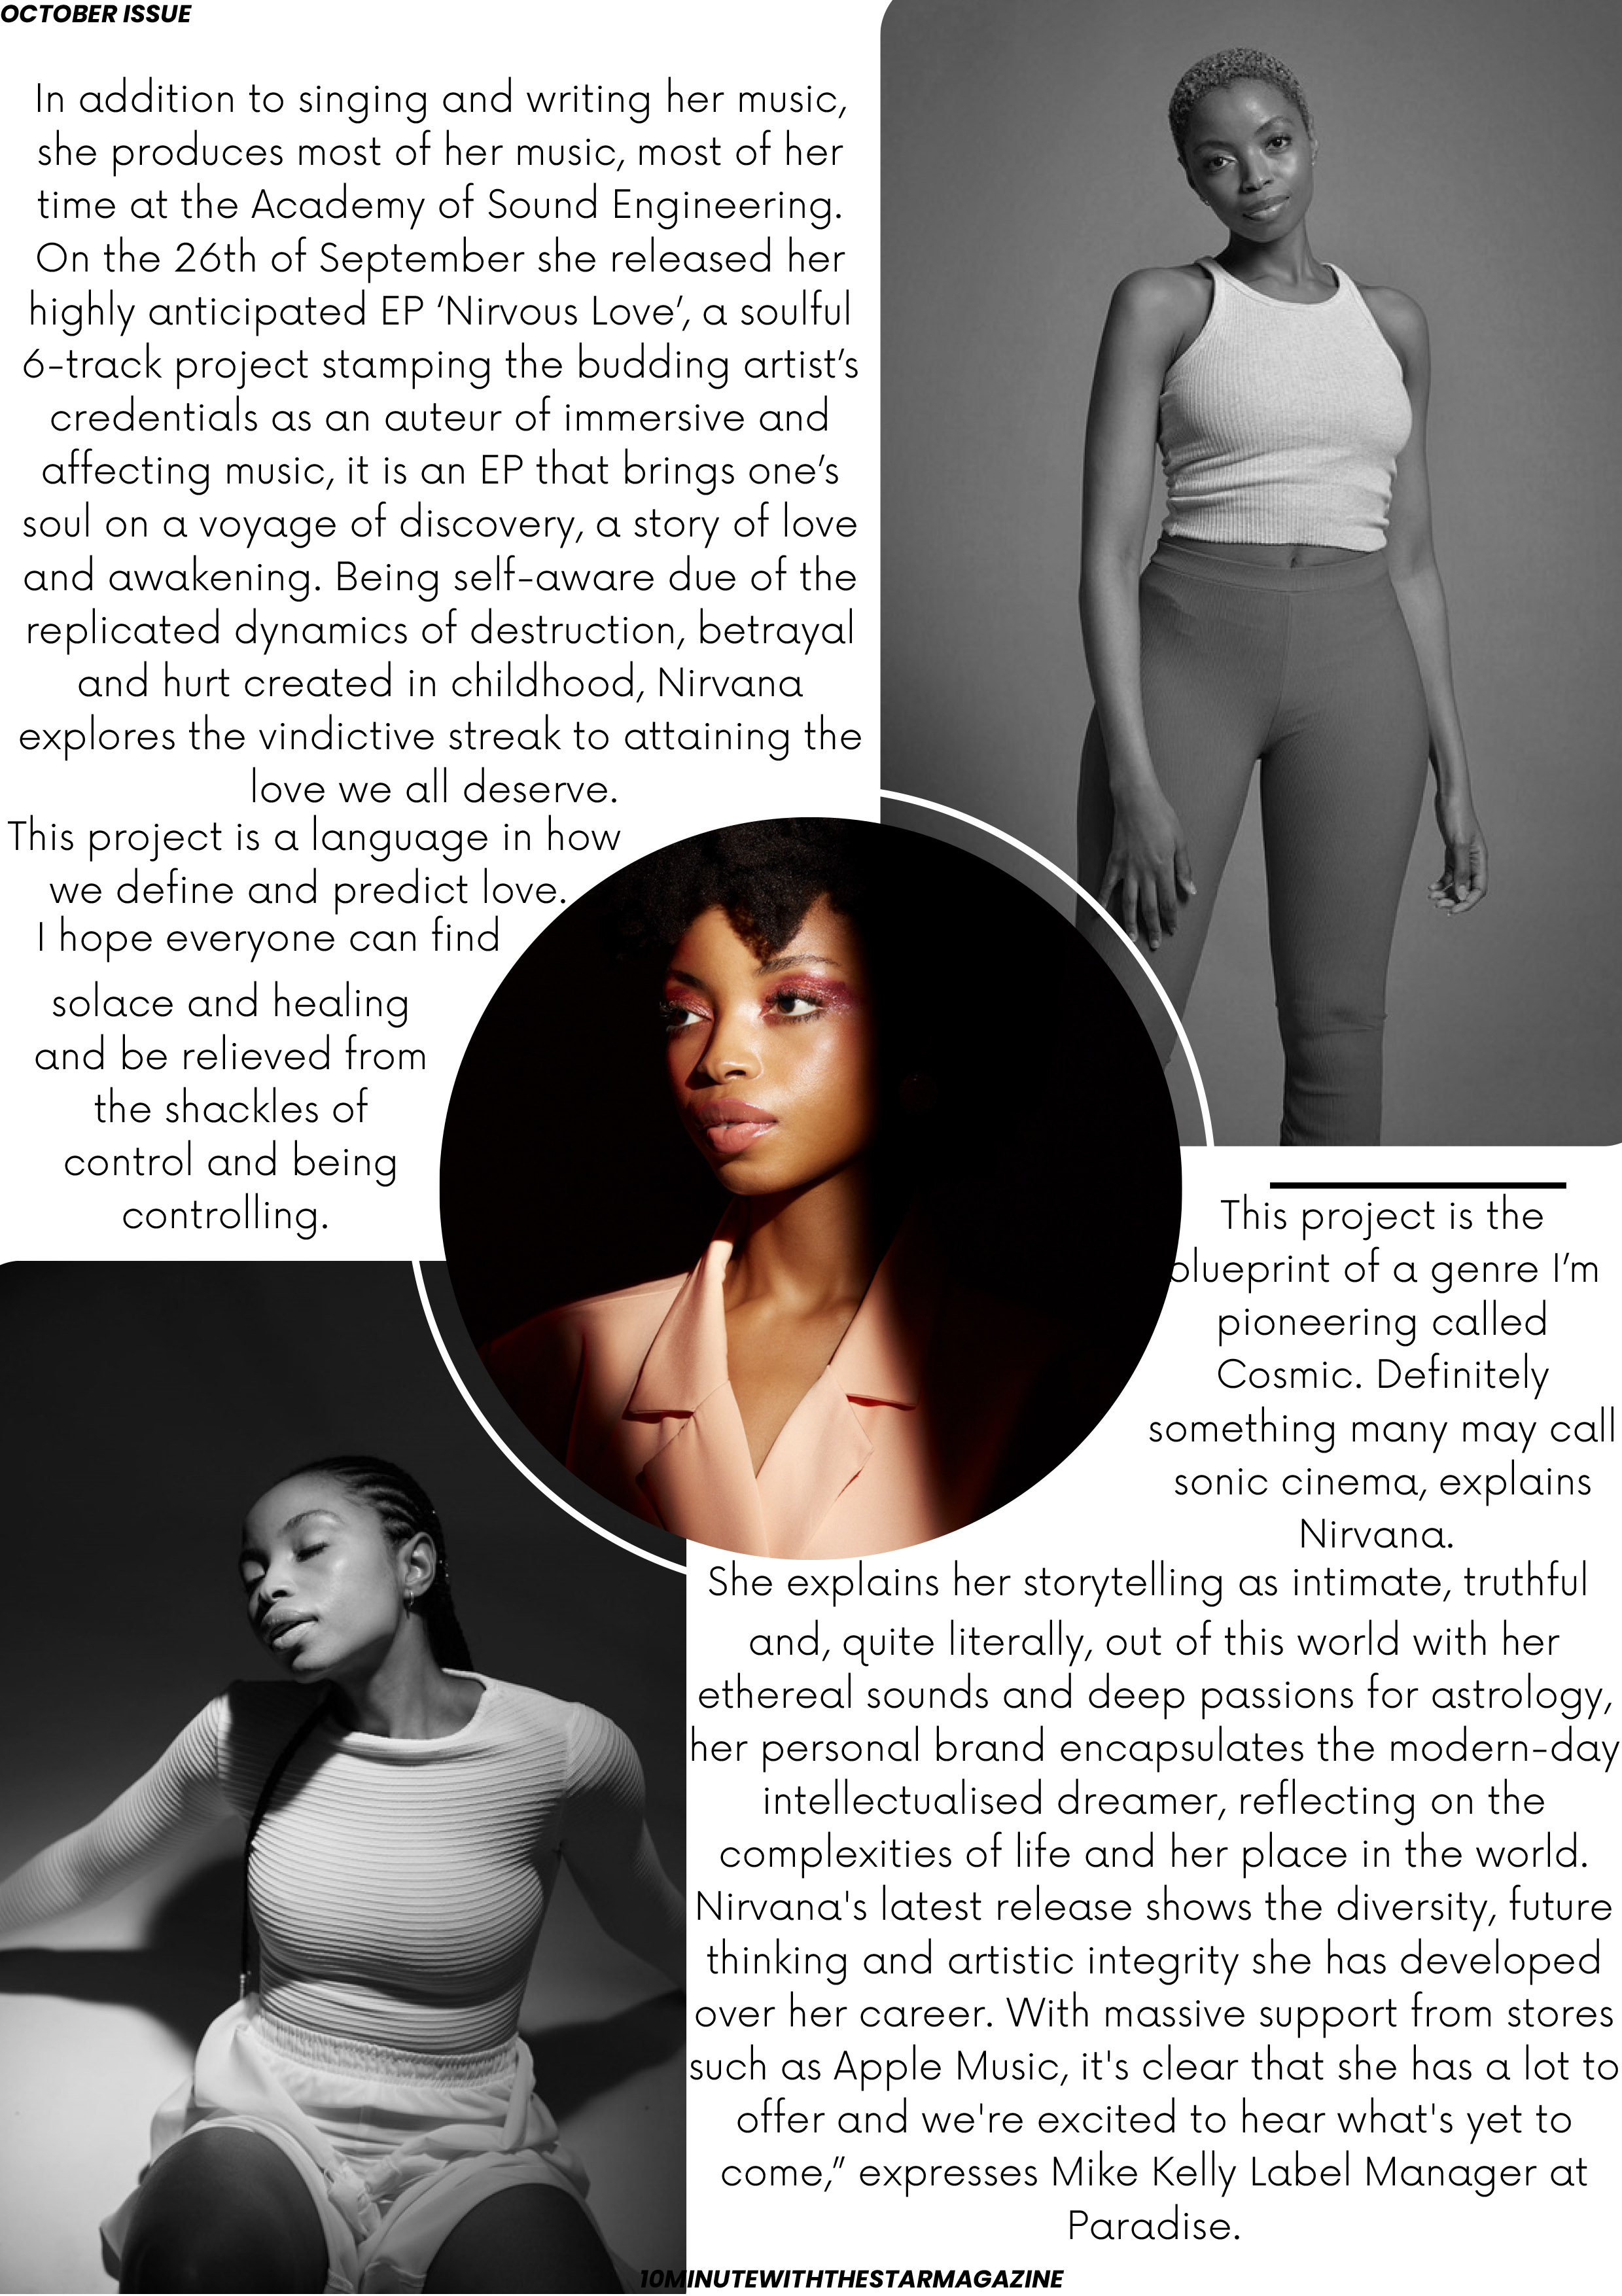 OCTOBER ISSUE
In addition to singing and writing her music,
she produces most of her music, most of her
time at the Academy of Sound Engineering.
On the 26th of September she released her
highly anticipated EP ‘Nirvous Love’, a soulful
6-track project stamping the budding artist’s
credentials as an auteur of immersive and
affecting music, it is an EP that brings one’s
soul on a voyage of discovery, a story of love
and awakening. Being self-aware due of the
replicated dynamics of destruction, betrayal
and hurt created in childhood, Nirvana
explores the vindictive streak to attaining the
love we all deserve.
This project is a language in how
we define and predict love.
I hope everyone can find
solace and healing
and be relieved from
the shackles of
control and being
controlling.
This project is the
blueprint of a genre I’m
pioneering called
Cosmic. Definitely
something many may call
sonic cinema, explains
Nirvana.
She explains her storytelling as intimate, truthful
and, quite literally, out of this world with her
ethereal sounds and deep passions for astrology,
her personal brand encapsulates the modern-day
intellectualised dreamer, reflecting on the
complexities of life and her place in the world.
Nirvana's latest release shows the diversity, future
thinking and artistic integrity she has developed
over her career. With massive support from stores
such as Apple Music, it's clear that she has a lot to
offer and we're excited to hear what's yet to
come,” expresses Mike Kelly Label Manager at
Paradise.
10MINUTEWITHTHESTARMAGAZINE